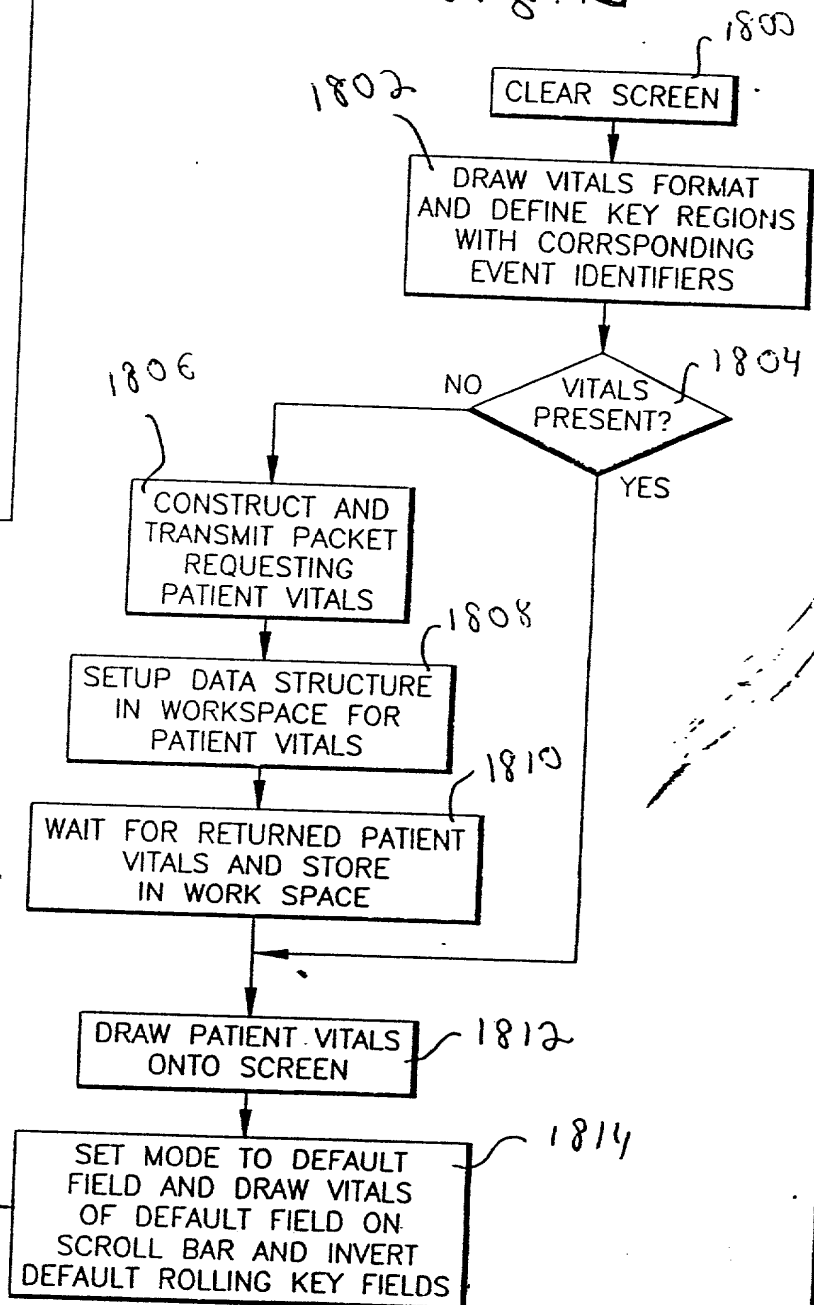 1800
CLEAR SCREEN
1802
DRAW VITALS FORMAT
AND DEFINE KEY REGIONS
WITH CORRSPONDING
EVENT IDENTIFIERS
1804
VITALS
PRESENT?
NO
YES
1806
CONSTRUCT AND
TRANSMIT PACKET
REQUESTING
PATIENT VITALS
1808
SETUP DATA STRUCTURE
IN WORKSPACE FOR
PATIENT VITALS
1810
WAIT FOR RETURNED PATIENT
VITALS AND STORE
IN WORK SPACE
DRAW PATIENT VITALS
ONTO SCREEN
1812
1814
SET MODE TO DEFAULT
FIELD AND DRAW VITALS
OF DEFAULT FIELD ON
SCROLL BAR AND INVERT
DEFAULT ROLLING KEY FIELDS